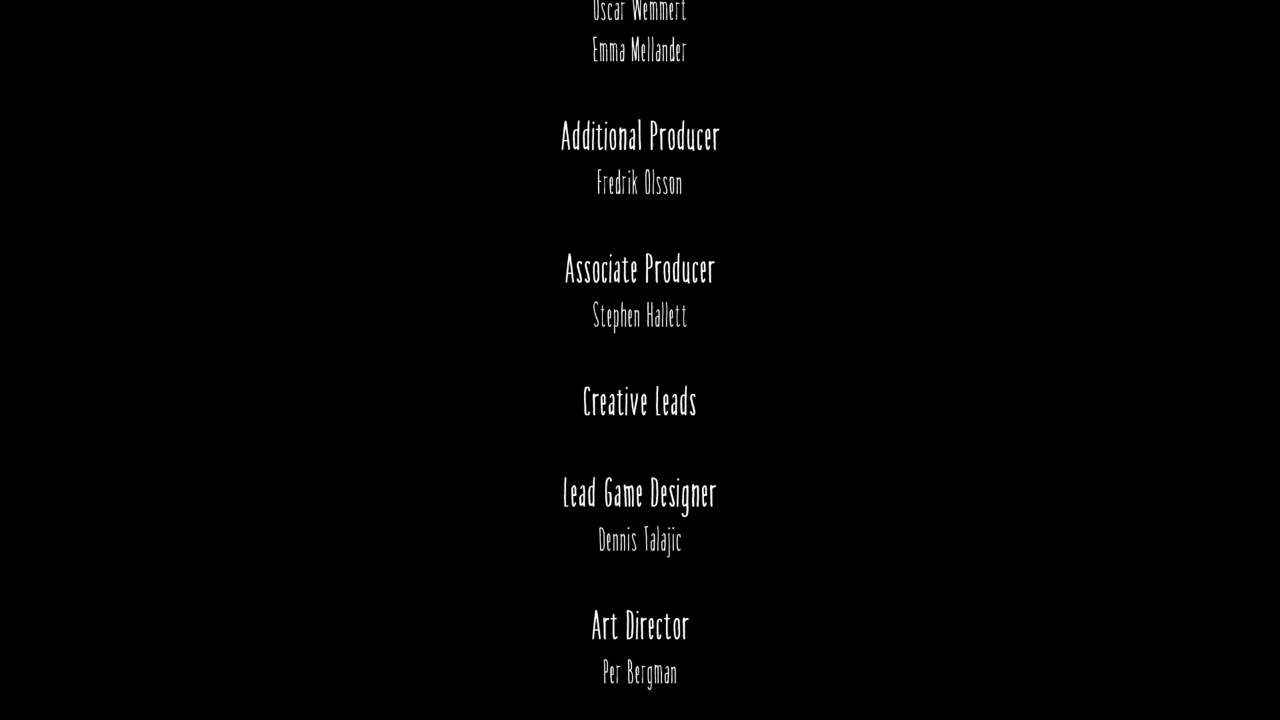 Oscar Wemmert
Emma Mellander
Additional Producer
Fredrik Olsson
Associate Producer
Stephen Hallett
Creative Leads
Lead Game Designer
Dennis Talajic
Art Director
Per Bergman